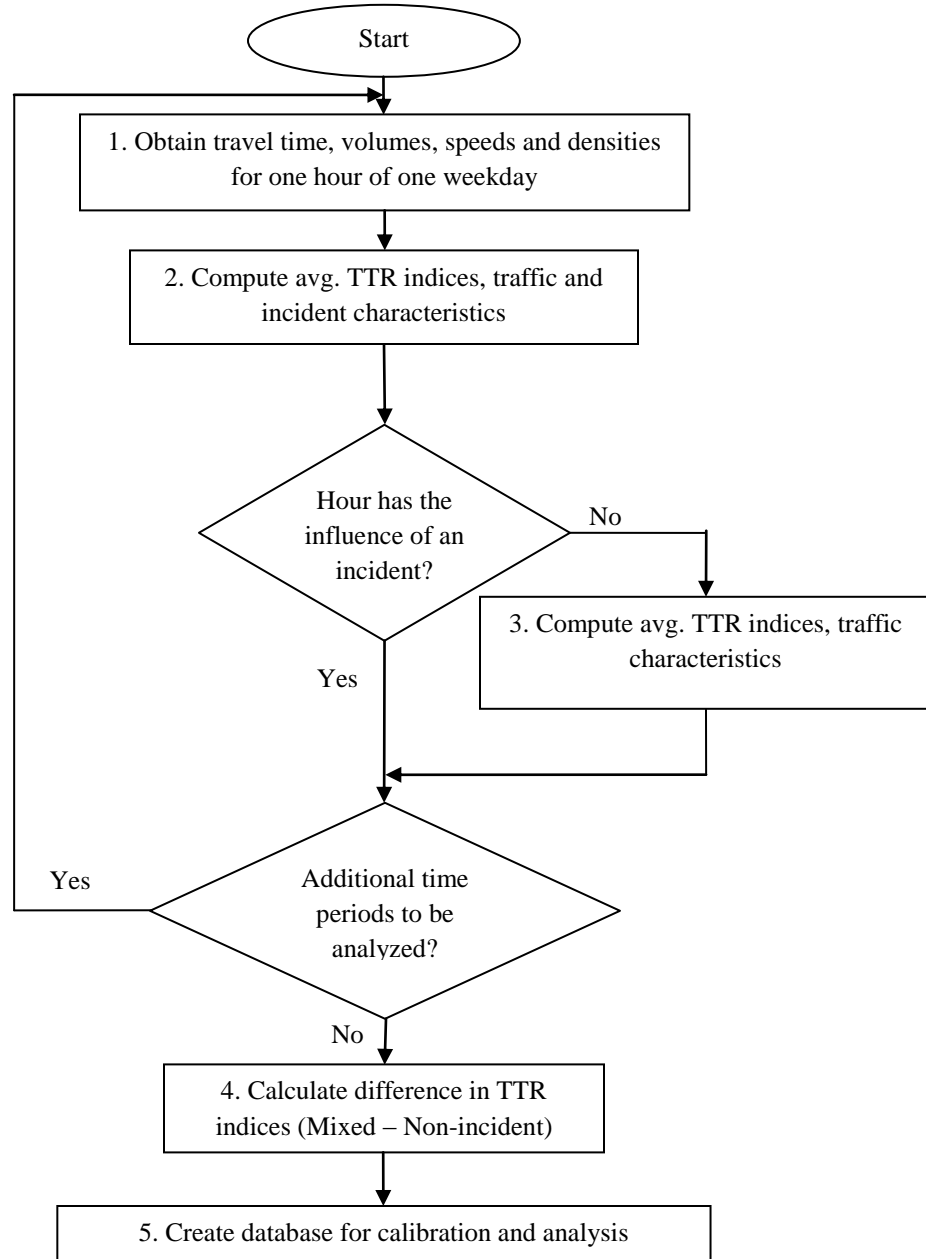 Start
1. Obtain travel time, volumes, speeds and densities
for one hour of one weekday
2. Compute avg. TTR indices, traffic and
incident characteristics
Hour has the
influence of an
incident?
No
3. Compute avg. TTR indices, traffic
characteristics
Yes
Additional time
periods to be
analyzed?
Yes
No
4. Calculate difference in TTR
indices (Mixed – Non-incident)
5. Create database for calibration and analysis